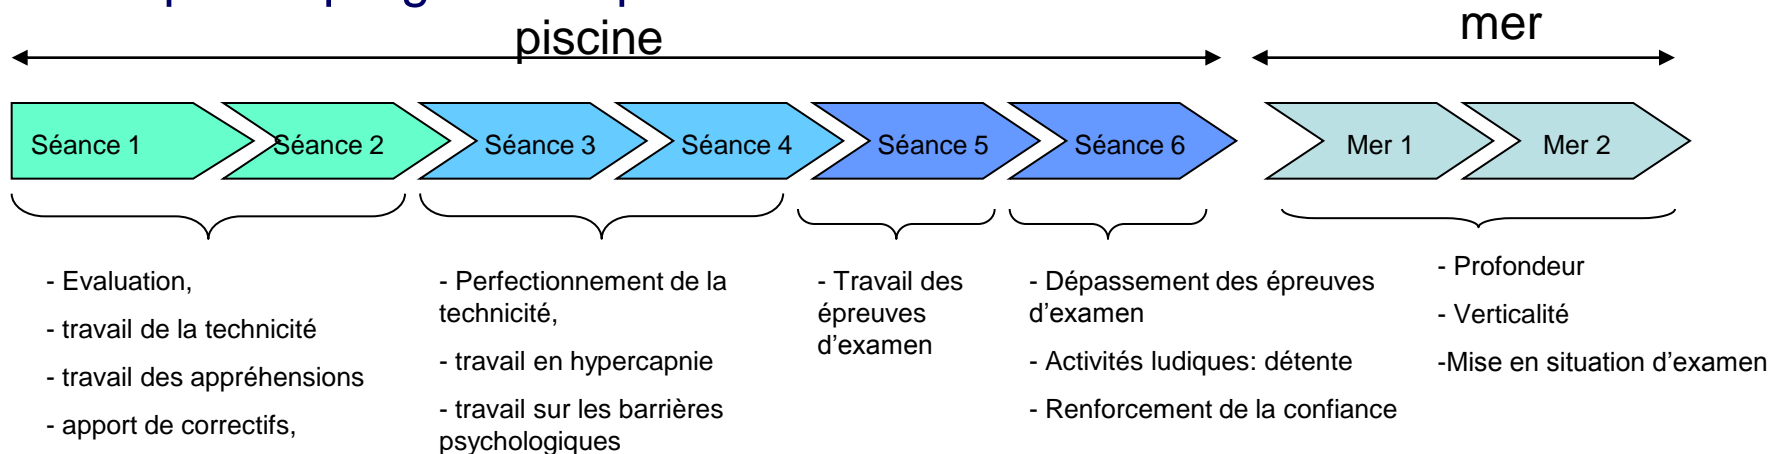 piscine
mer
Séance 1
Séance 2
Séance 3
Séance 4
Séance 5
Séance 6
Mer 1
Mer 2
- Evaluation,
- travail de la technicité
- travail des appréhensions
- apport de correctifs,
- Perfectionnement de la
technicité,
- travail en hypercapnie
- travail sur les barrières
psychologiques
- Travail des
épreuves
d’examen
- Dépassement des épreuves
d’examen
- Activités ludiques: détente
- Renforcement de la confiance
- Profondeur
- Verticalité
-Mise en situation d’examen